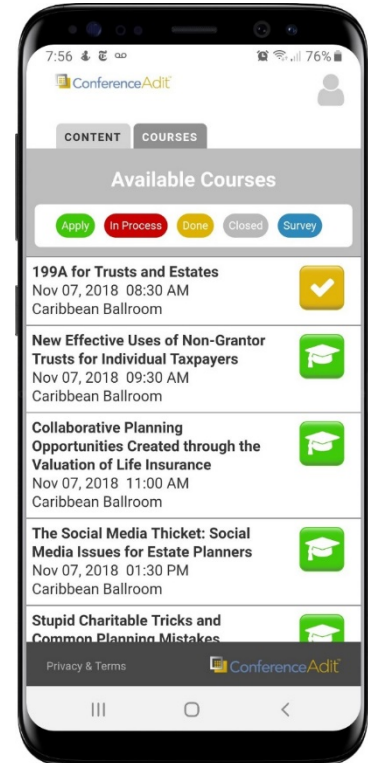 7:56
76%
ConferenceAdit
CONTENT COURSES
Available Courses
Apply In Process Done Closed Survey
199A for Trusts and Estates
Nov 07, 2018 08:30 AM
Caribbean Ballroom
New Effective Uses of Non-Grantor
Trusts for Individual Taxpayers
Nov 07, 2018 09:30 AM
Caribbean Ballroom
Collaborative Planning
Opportunities Created through the
Valuation of Life Insurance
Nov 07, 2018 11:00 AM
Caribbean Ballroom
The Social Media Thicket: Social
Media Issues for Estate Planners
Nov 07, 2018 01:30 PM
Caribbean Ballroom
Stupid Charitable Tricks and
Common Planning Mistakes
Privacy & Terms ConferenceAdit